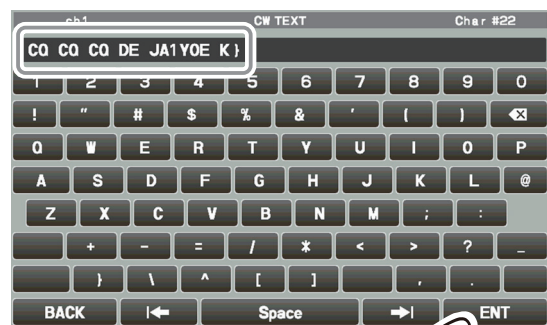 ch1 CW TEXT Char #22
CQ CQ CQ DE JA1YOE K}
1 2 3 4 5 6 7 8 9 0
! " # $ % & ' ( )
Q W E R T Y U I O P
A S D F G H J K L @
Z X C V B N M ; :
+ - = / * < > ? _
} \ ^ [ ] , .
BACK Space ENT